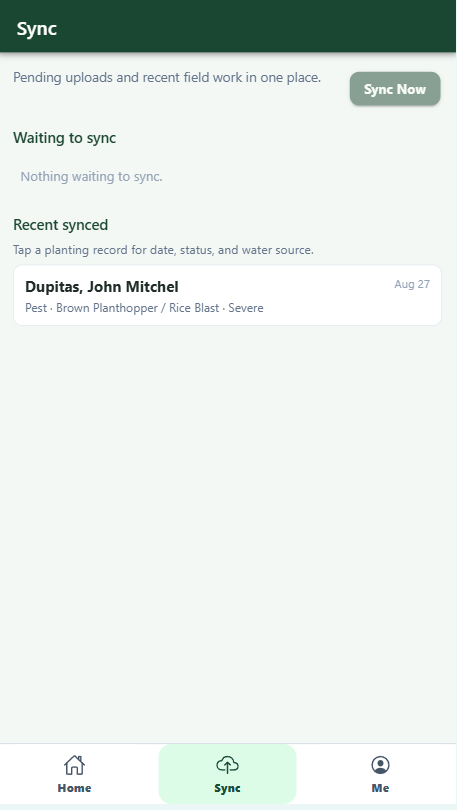 Sync
Pending uploads and recent field work in one place.
Sync Now
Waiting to sync
Nothing waiting to sync.
Recent synced
Tap a planting record for date, status, and water source.
Dupitas, John Mitchel
Aug 27
Pest · Brown Planthopper / Rice Blast · Severe
Home
Sync
Me